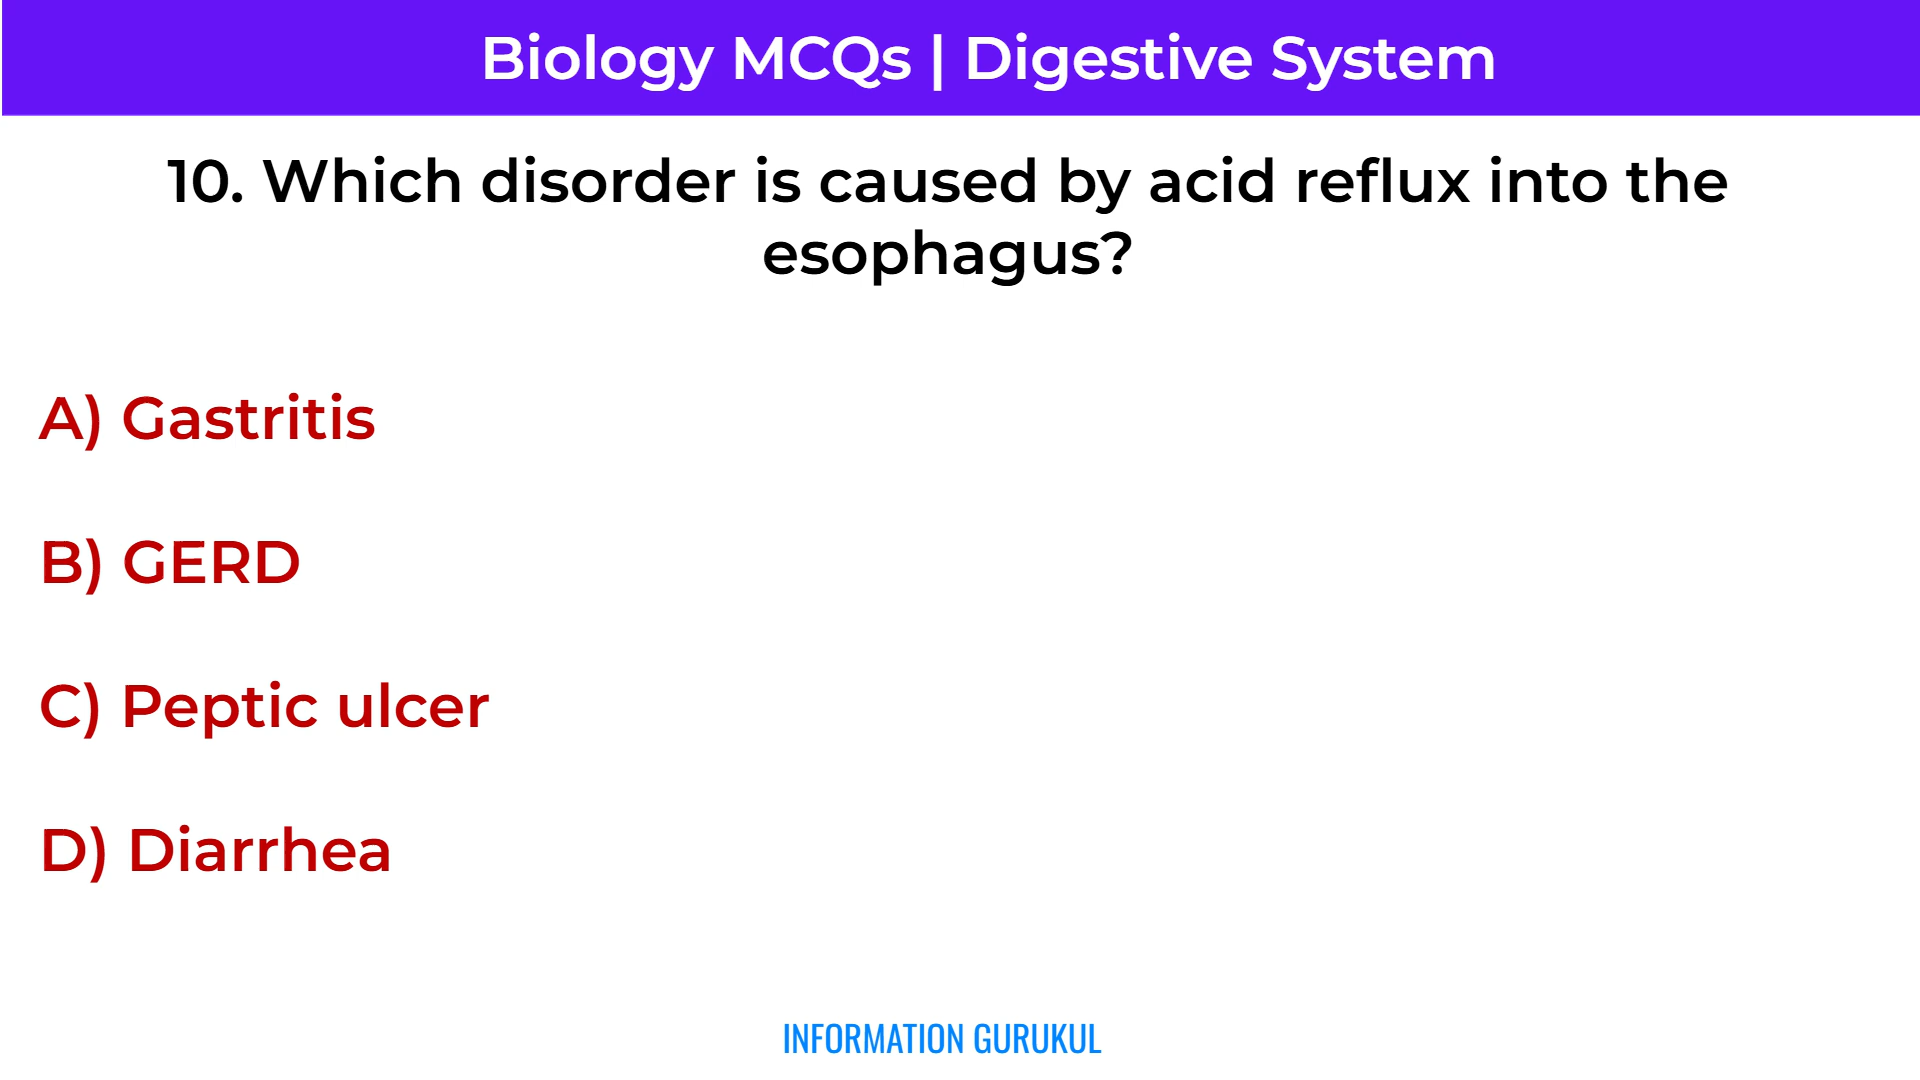 Biology MCQs | Digestive System
10. Which disorder is caused by acid reflux into the
esophagus?
A) Gastritis
B) GERD
C) Peptic ulcer
D) Diarrhea
INFORMATION GURUKUL